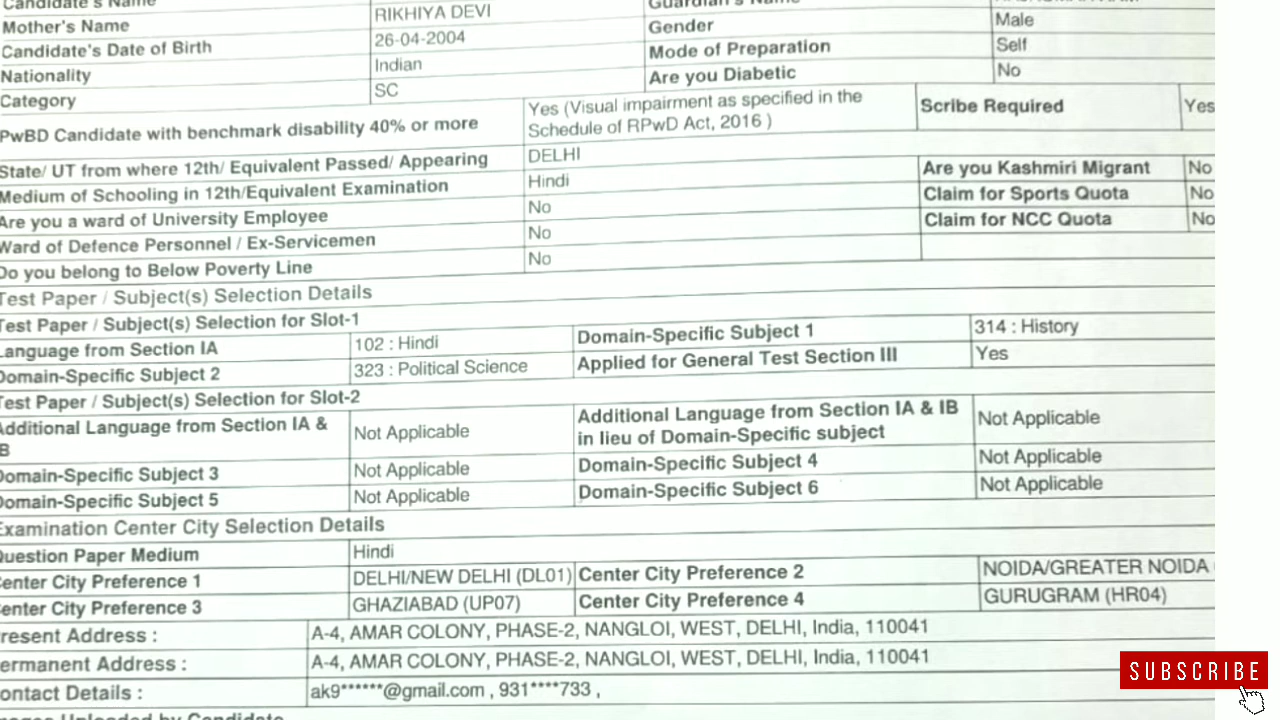 Candidate's Name
Mother's Name RIKHIYA DEVI Guardian's Name
Candidate's Date of Birth 26-04-2004 Gender Male
Nationality Indian Mode of Preparation Self
Category SC Are you Diabetic No
PwBD Candidate with benchmark disability 40% or more Yes (Visual impairment as specified in the Schedule of RPwD Act, 2016 ) Scribe Required Yes
State/ UT from where 12th/ Equivalent Passed/ Appearing DELHI
Medium of Schooling in 12th/Equivalent Examination Hindi Are you Kashmiri Migrant No
Are you a ward of University Employee No Claim for Sports Quota No
Ward of Defence Personnel / Ex-Servicemen No Claim for NCC Quota No
Do you belong to Below Poverty Line No
Test Paper / Subject(s) Selection Details
Test Paper / Subject(s) Selection for Slot-1
Language from Section IA 102 : Hindi Domain-Specific Subject 1 314 : History
Domain-Specific Subject 2 323 : Political Science Applied for General Test Section III Yes
Test Paper / Subject(s) Selection for Slot-2
Additional Language from Section IA & B Not Applicable Additional Language from Section IA & IB in lieu of Domain-Specific subject Not Applicable
Domain-Specific Subject 3 Not Applicable Domain-Specific Subject 4 Not Applicable
Domain-Specific Subject 5 Not Applicable Domain-Specific Subject 6 Not Applicable
Examination Center City Selection Details
Question Paper Medium Hindi
Center City Preference 1 DELHI/NEW DELHI (DL01) Center City Preference 2 NOIDA/GREATER NOIDA
Center City Preference 3 GHAZIABAD (UP07) Center City Preference 4 GURUGRAM (HR04)
resent Address : A-4, AMAR COLONY, PHASE-2, NANGLOI, WEST, DELHI, India, 110041
ermanent Address : A-4, AMAR COLONY, PHASE-2, NANGLOI, WEST, DELHI, India, 110041
ontact Details : ak9******@gmail.com , 931****733 ,
Uploaded by Candidate
SUBSCRIBE